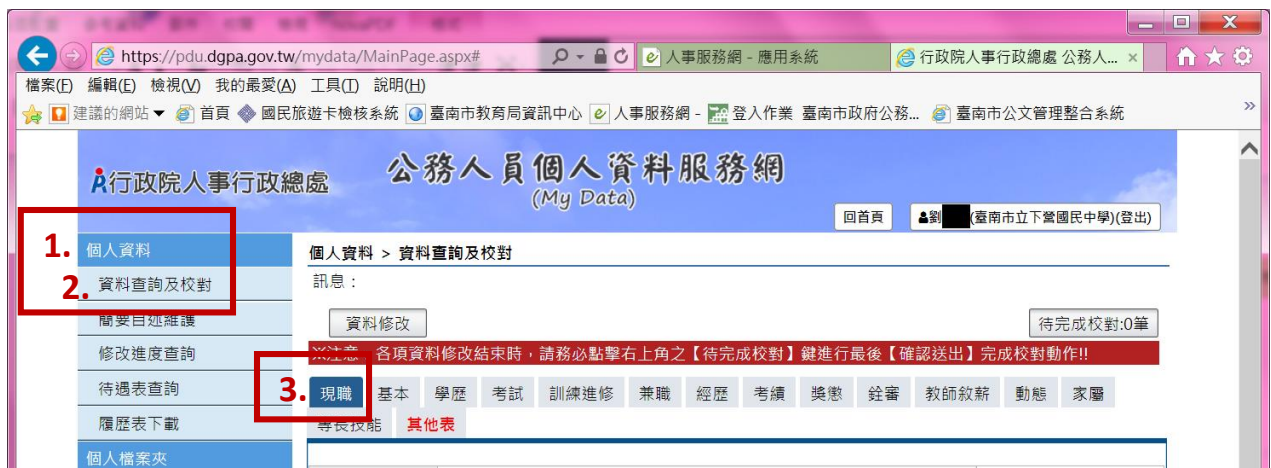 https://pdu.dgpa.gov.tw/mydata/MainPage.aspx# 人事服務網 - 應用系統 行政院人事行政總處 公務人... ×
檔案(F) 編輯(E) 檢視(V) 我的最愛(A) 工具(T) 說明(H)
建議的網站 ▼ 首頁 國民旅遊卡檢核系統 臺南市教育局資訊中心 人事服務網 - 登入作業 臺南市政府公務... 臺南市公文管理整合系統 »
行政院人事行政總處 公務人員個人資料服務網
(My Data)
回首頁 劉 (臺南市立下營國民中學)(登出)
1. 個人資料
個人資料 > 資料查詢及校對
2. 資料查詢及校對
訊息：
簡要自述維護
資料修改 待完成校對:0筆
修改進度查詢
※注意：各項資料修改結束時，請務必點擊右上角之【待完成校對】鍵進行最後【確認送出】完成校對動作!!
待遇表查詢
3. 現職 基本 學歷 考試 訓練進修 兼職 經歷 考績 獎懲 銓審 教師敘薪 動態 家屬
履歷表下載
專長技能 其他表
個人檔案夾